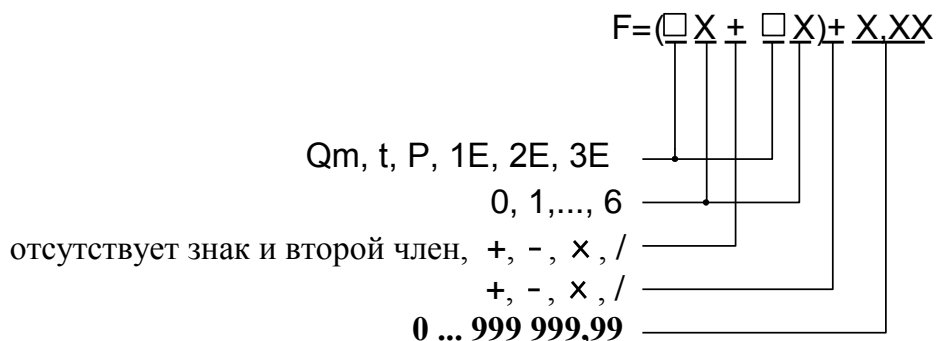 F=(□ X + □ X)+ X,XX
Qm, t, P, 1E, 2E, 3E
0, 1,..., 6
отсутствует знак и второй член, +, -, ×, /
+, -, ×, /
0 ... 999 999,99